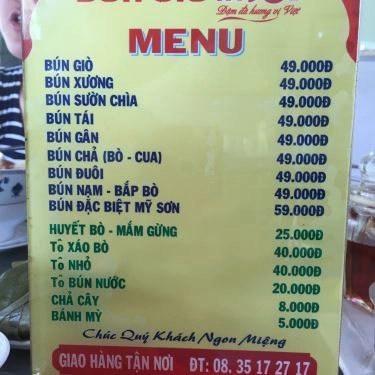 Đậm đà hương vị Việt
MENU
BÚN GIÒ 49.000Đ
BÚN XƯƠNG 49.000Đ
BÚN SƯỜN CHÌA 49.000Đ
BÚN TÁI 49.000Đ
BÚN GÂN 49.000Đ
BÚN CHẢ (BÒ - CUA) 49.000Đ
BÚN ĐUÔI 49.000Đ
BÚN NẠM - BẮP BÒ 49.000Đ
BÚN ĐẶC BIỆT MỸ SƠN 59.000Đ
HUYẾT BÒ - MẮM GỪNG 25.000Đ
TÔ XÁO BÒ 40.000Đ
TÔ NHỎ 40.000Đ
TÔ BÚN NƯỚC 20.000Đ
CHẢ CÂY 8.000Đ
BÁNH MỲ 5.000Đ
Chúc Quý Khách Ngon Miệng
GIAO HÀNG TẬN NƠI ĐT: 08. 35 17 27 17